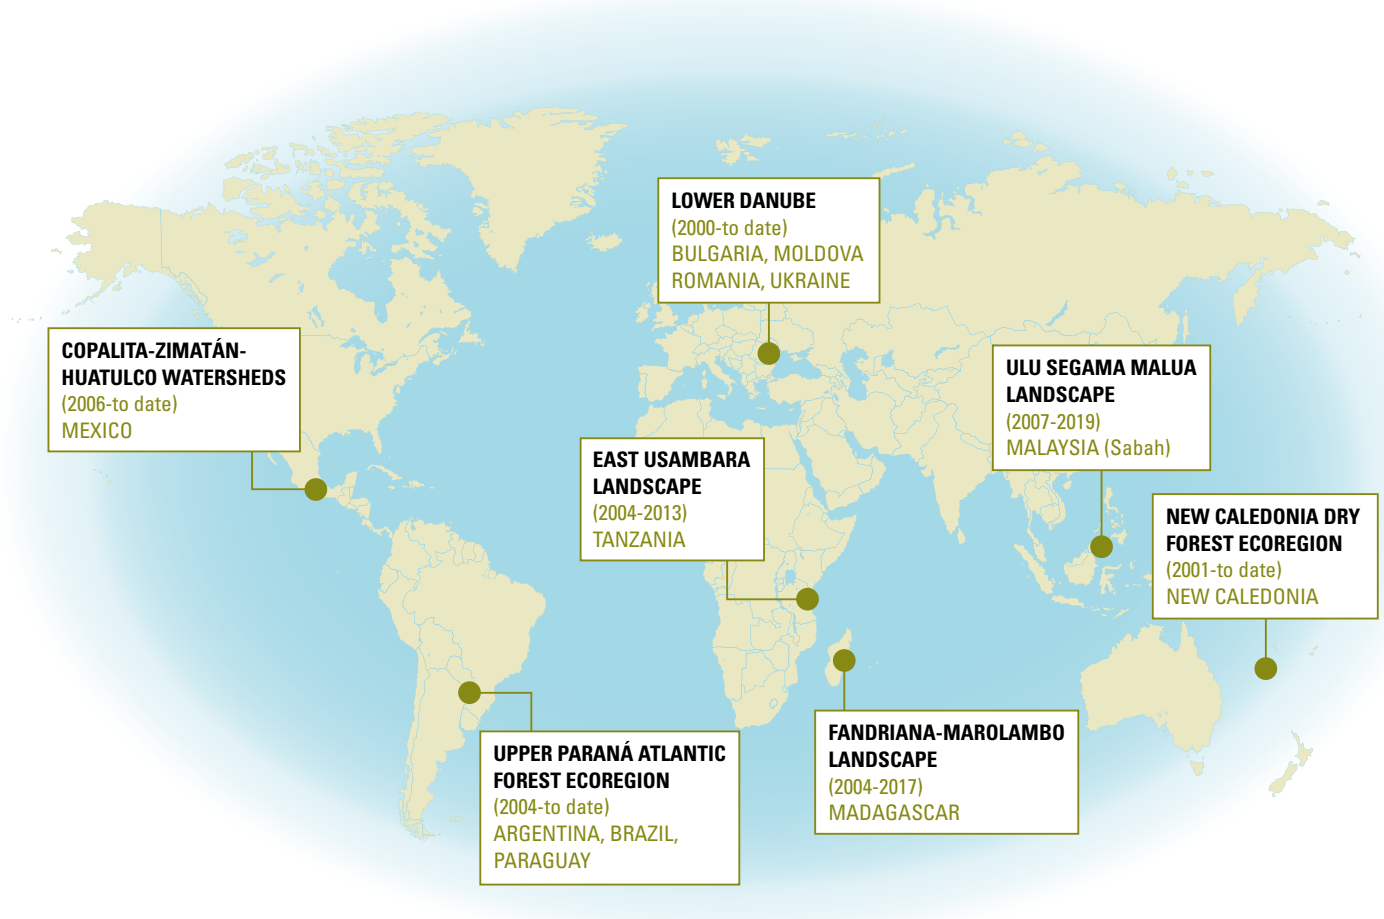 LOWER DANUBE
(2000-to date)
BULGARIA, MOLDOVA
ROMANIA, UKRAINE
COPALITA-ZIMATÁN-
HUATULCO WATERSHEDS
(2006-to date)
MEXICO
ULU SEGAMA MALUA
LANDSCAPE
(2007-2019)
MALAYSIA (Sabah)
EAST USAMBARA
LANDSCAPE
(2004-2013)
TANZANIA
NEW CALEDONIA DRY
FOREST ECOREGION
(2001-to date)
NEW CALEDONIA
FANDRIANA-MAROLAMBO
LANDSCAPE
(2004-2017)
MADAGASCAR
UPPER PARANÁ ATLANTIC
FOREST ECOREGION
(2004-to date)
ARGENTINA, BRAZIL,
PARAGUAY